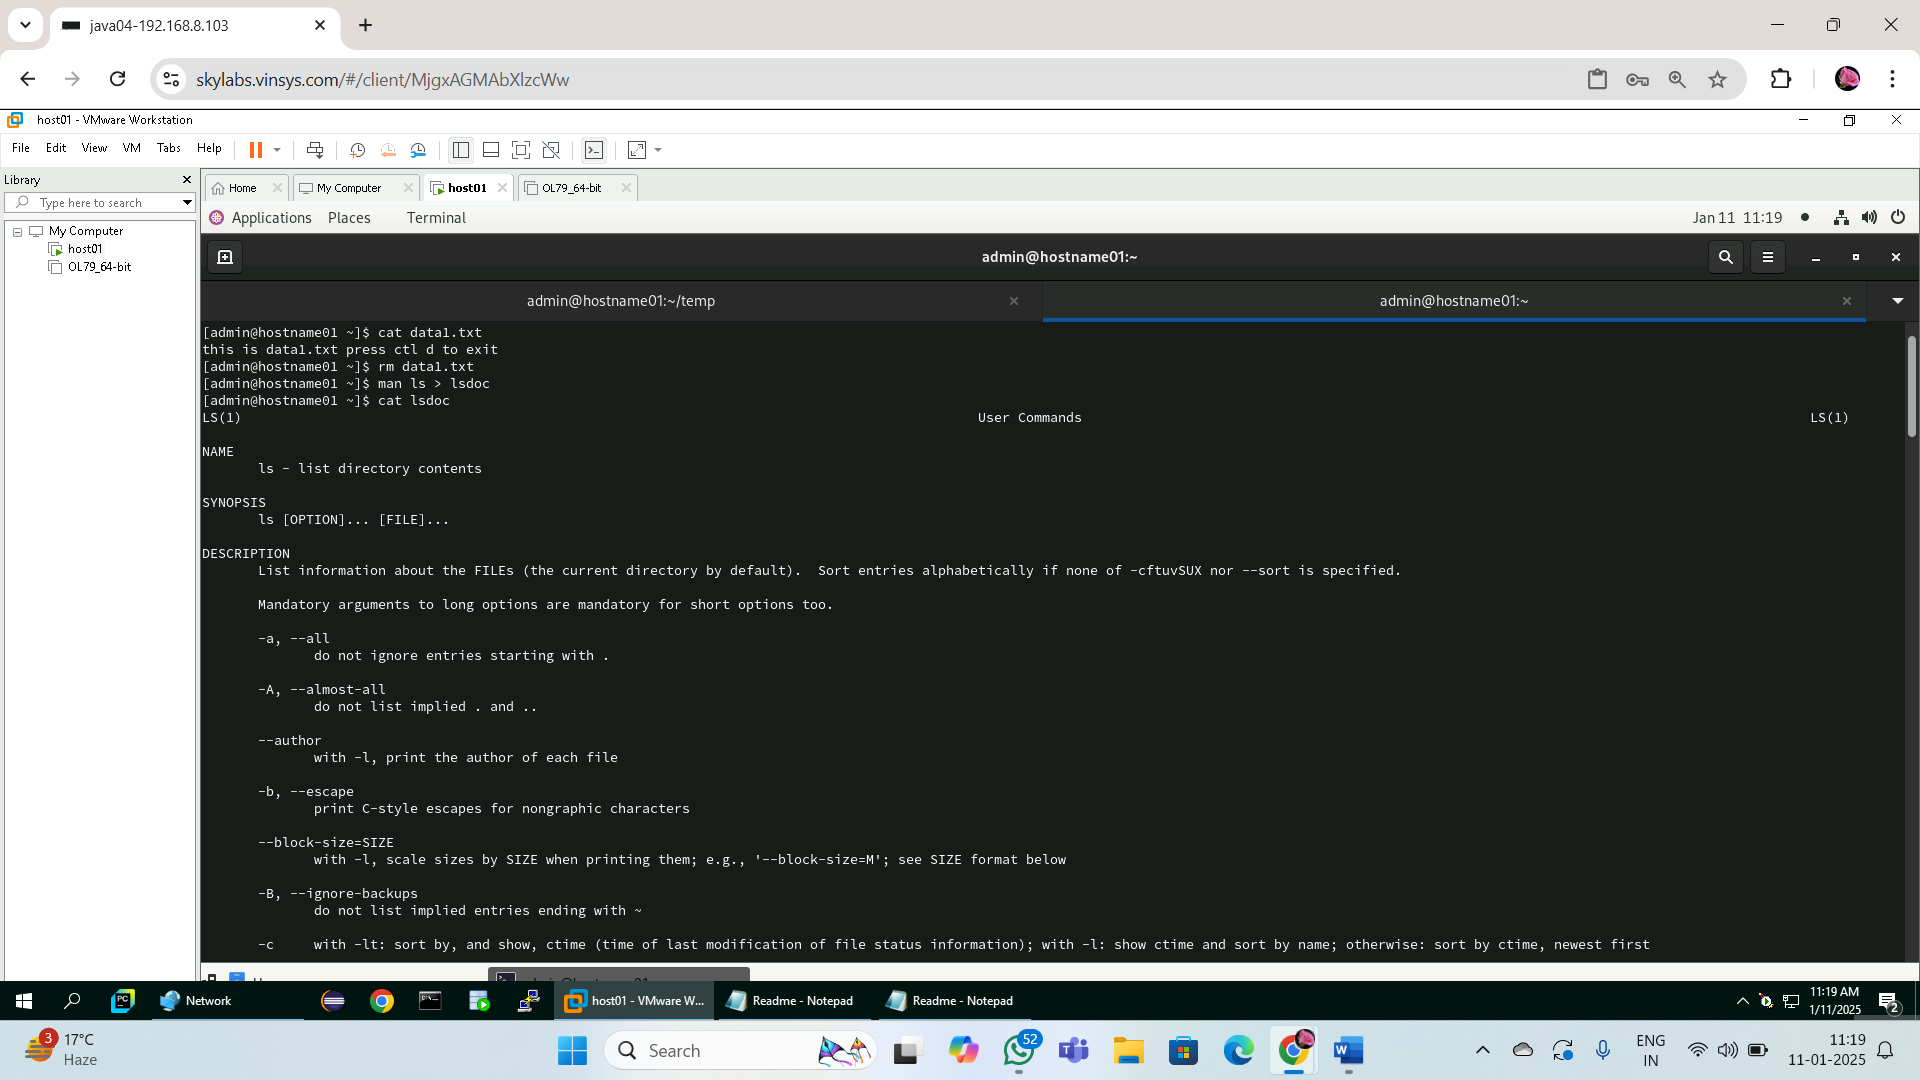 java04-192.168.8.103
skylabs.vinsys.com/#/client/MjgxAGMAbXlzcWw
host01 - VMware Workstation
File Edit View VM Tabs Help
Library
Type here to search
My Computer
host01
OL79_64-bit
Home My Computer host01 OL79_64-bit
Applications Places Terminal Jan 11 11:19
admin@hostname01:~
admin@hostname01:~/temp admin@hostname01:~
[admin@hostname01 ~]$ cat data1.txt
this is data1.txt press ctl d to exit
[admin@hostname01 ~]$ rm data1.txt
[admin@hostname01 ~]$ man ls > lsdoc
[admin@hostname01 ~]$ cat lsdoc
LS(1) User Commands LS(1)
NAME
ls - list directory contents
SYNOPSIS
ls [OPTION]... [FILE]...
DESCRIPTION
List information about the FILEs (the current directory by default). Sort entries alphabetically if none of -cftuvSUX nor --sort is specified.
Mandatory arguments to long options are mandatory for short options too.
-a, --all
do not ignore entries starting with .
-A, --almost-all
do not list implied . and ..
--author
with -l, print the author of each file
-b, --escape
print C-style escapes for nongraphic characters
--block-size=SIZE
with -l, scale sizes by SIZE when printing them; e.g., '--block-size=M'; see SIZE format below
-B, --ignore-backups
do not list implied entries ending with ~
-c with -lt: sort by, and show, ctime (time of last modification of file status information); with -l: show ctime and sort by name; otherwise: sort by ctime, newest first
Network host01 - VMware W... Readme - Notepad Readme - Notepad 11:19 AM
1/11/2025 2
3 17°C
Haze
Search
52
ENG
IN
11:19
11-01-2025